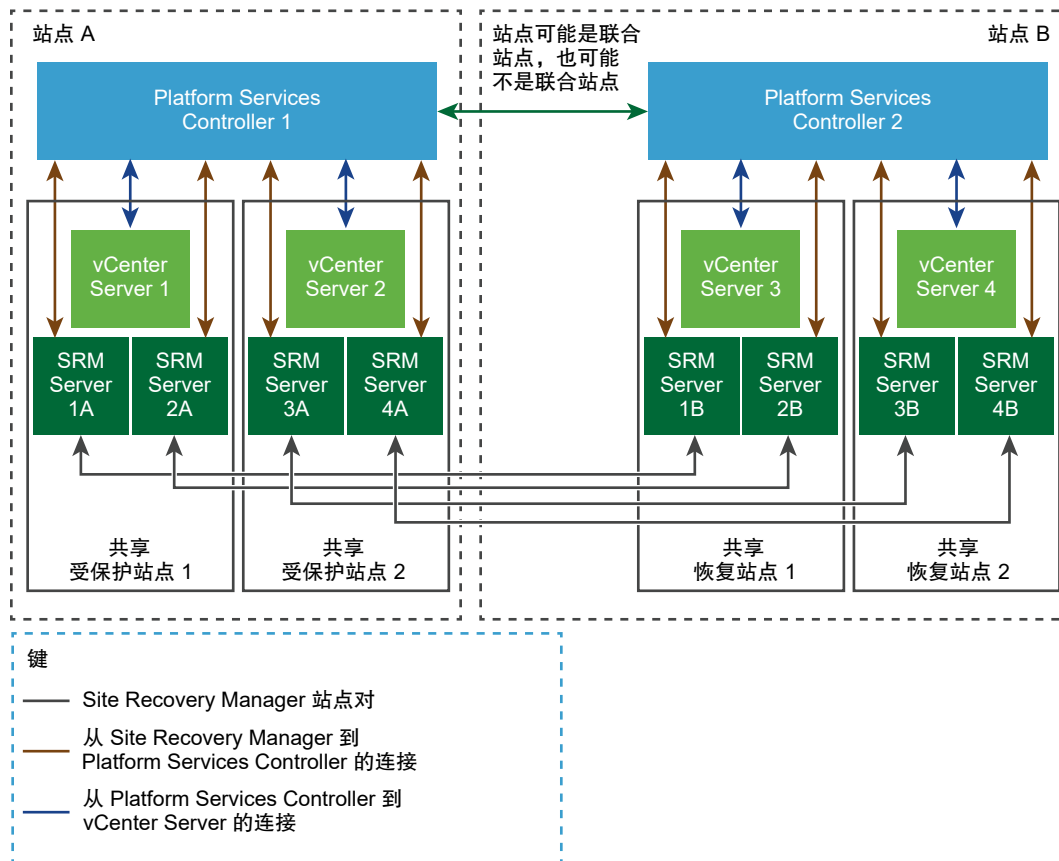 站点 A
站点可能是联合
站点，也可能
不是联合站点
站点 B
Platform Services
Controller 1
Platform Services
Controller 2
vCenter
Server 1
vCenter
Server 2
vCenter
Server 3
vCenter
Server 4
SRM
Server
1A
SRM
Server
2A
SRM
Server
3A
SRM
Server
4A
SRM
Server
1B
SRM
Server
2B
SRM
Server
3B
SRM
Server
4B
共享
受保护站点 1
共享
受保护站点 2
共享
恢复站点 1
共享
恢复站点 2
键
Site Recovery Manager 站点对
从 Site Recovery Manager 到
Platform Services Controller 的连接
从 Platform Services Controller 到
vCenter Server 的连接